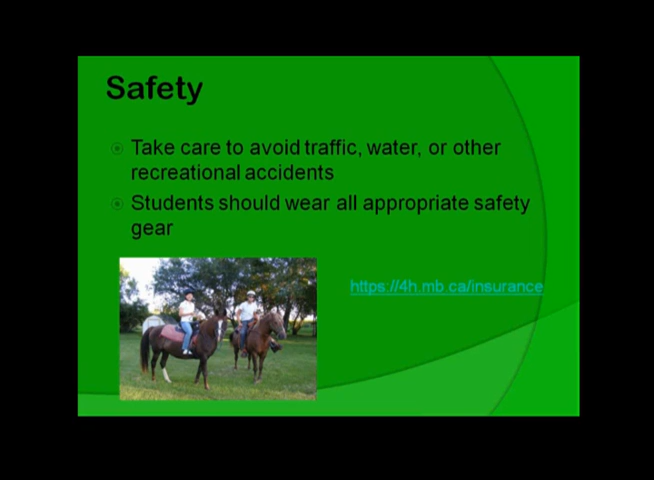 Safety
Take care to avoid traffic, water, or other
recreational accidents
Students should wear all appropriate safety
gear
https://4h.mb.ca/insurance